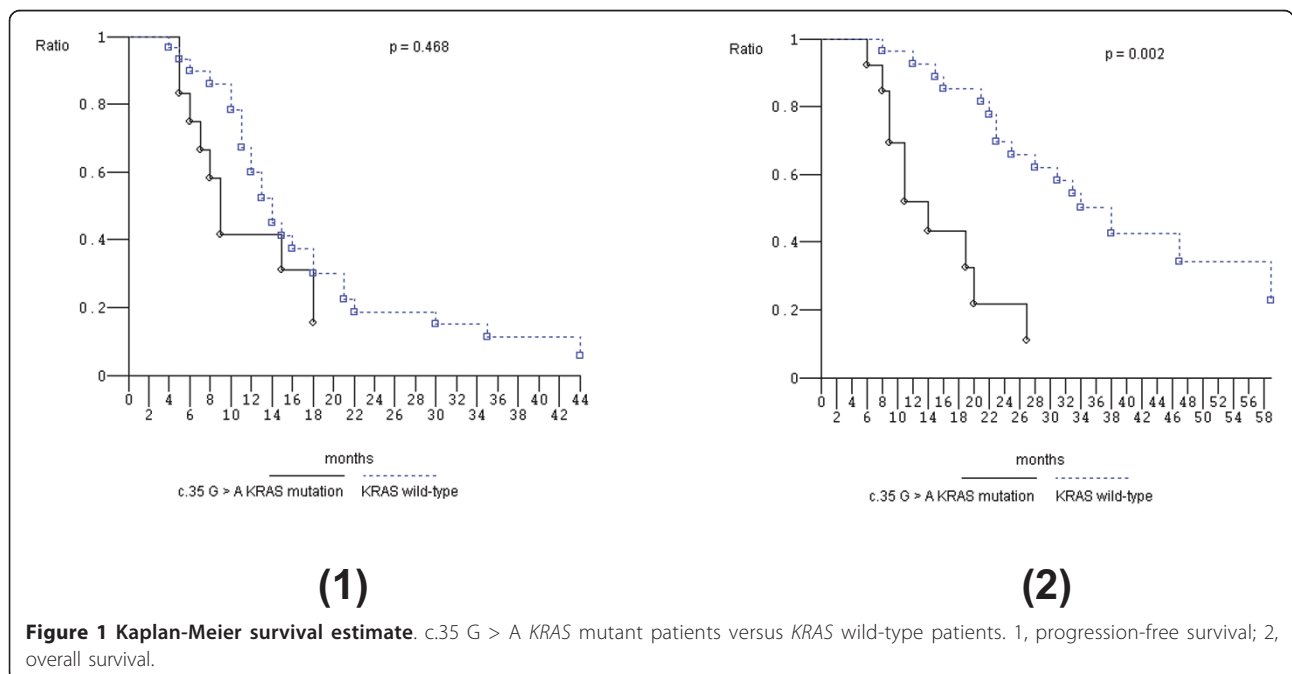 Ratio
p = 0.468
1
0.8
0.6
0.4
0.2
0
0 4 8 12 16 20 24 28 32 36 40 44
2 6 10 14 18 22 26 30 34 38 42
months
c.35 G > A KRAS mutation KRAS wild-type
(1)
Ratio
p = 0.002
1
0.8
0.6
0.4
0.2
0
0 4 8 12 16 20 24 28 32 36 40 44 48 52 56
2 6 10 14 18 22 26 30 34 38 42 46 50 54 58
months
c.35 G > A KRAS mutation KRAS wild-type
(2)
Figure 1 Kaplan-Meier survival estimate. c.35 G > A KRAS mutant patients versus KRAS wild-type patients. 1, progression-free survival; 2,
overall survival.